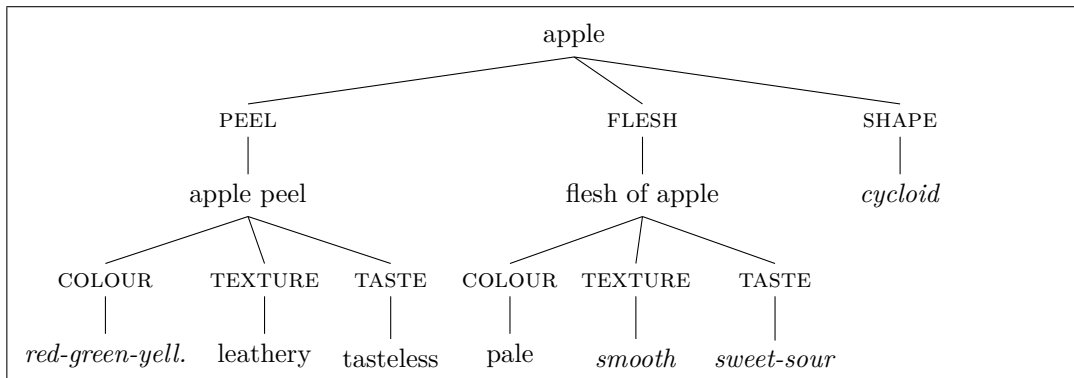 apple
PEEL FLESH SHAPE
apple peel flesh of apple cycloid
COLOUR TEXTURE TASTE COLOUR TEXTURE TASTE
red-green-yell. leathery tasteless pale smooth sweet-sour